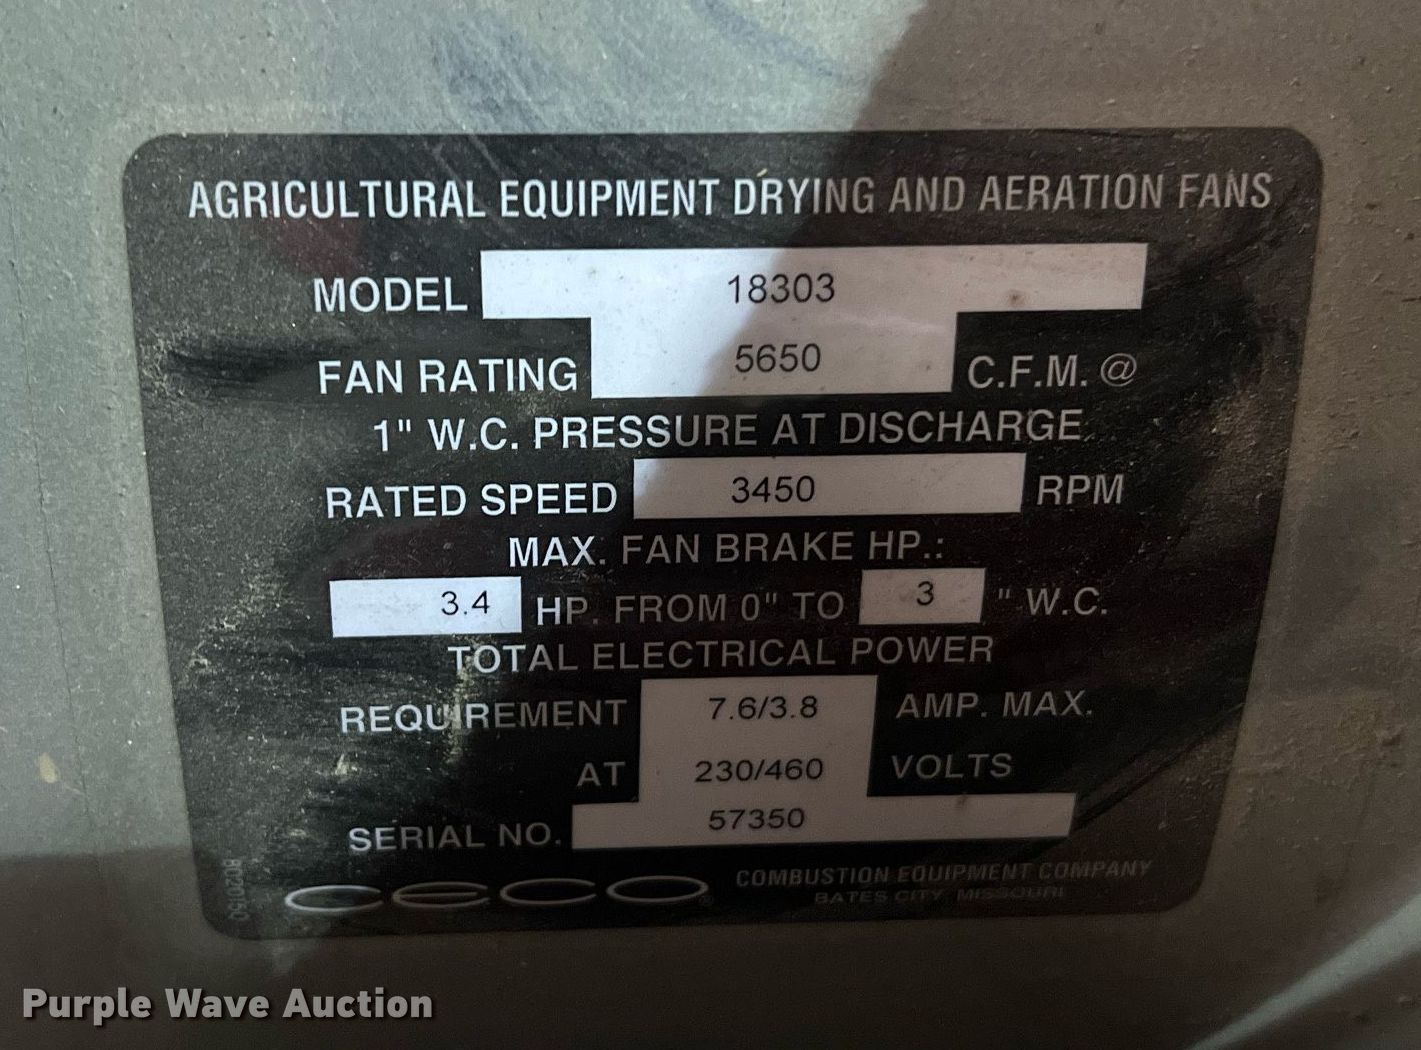 AGRICULTURAL EQUIPMENT DRYING AND AERATION FANS
MODEL 18303
FAN RATING 5650 C.F.M. @
1" W.C. PRESSURE AT DISCHARGE
RATED SPEED 3450 RPM
MAX. FAN BRAKE HP.:
3.4 HP. FROM 0" TO 3 " W.C.
TOTAL ELECTRICAL POWER
REQUIREMENT 7.6/3.8 AMP. MAX.
AT 230/460 VOLTS
SERIAL NO. 57350
CECO® COMBUSTION EQUIPMENT COMPANY
BATES CITY MISSOURI
Purple Wave Auction